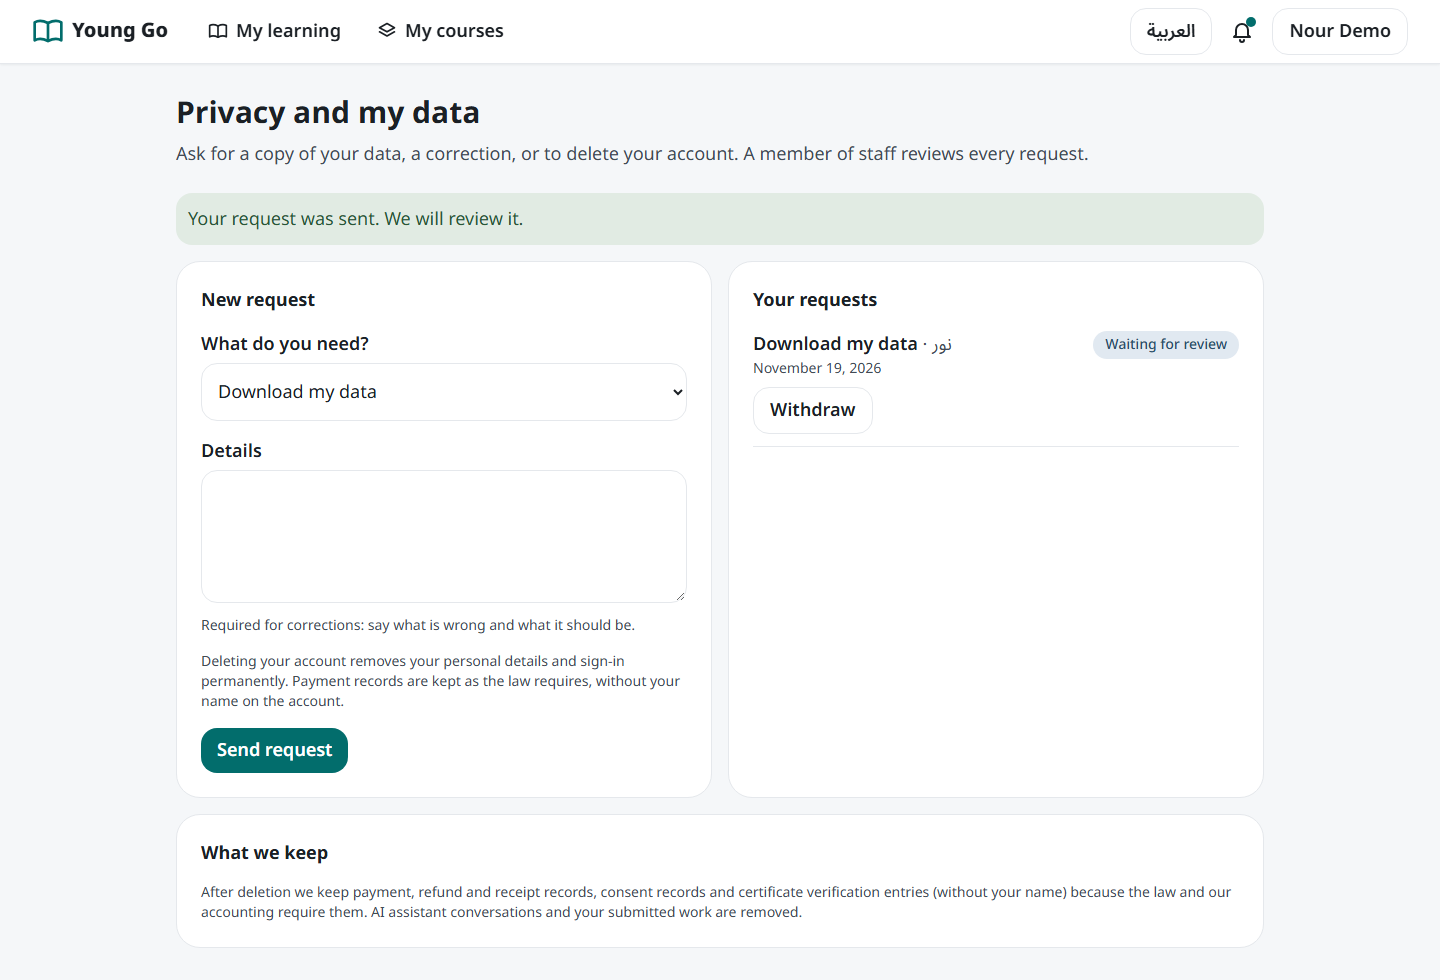 Young Go
My learning
My courses
العربية
Nour Demo
Privacy and my data
Ask for a copy of your data, a correction, or to delete your account. A member of staff reviews every request.
Your request was sent. We will review it.
New request
What do you need?
Download my data
Details
Required for corrections: say what is wrong and what it should be.
Deleting your account removes your personal details and sign-in
permanently. Payment records are kept as the law requires, without your
name on the account.
Send request
Your requests
Download my data · نور
Waiting for review
November 19, 2026
Withdraw
What we keep
After deletion we keep payment, refund and receipt records, consent records and certificate verification entries (without your name) because the law and our
accounting require them. AI assistant conversations and your submitted work are removed.